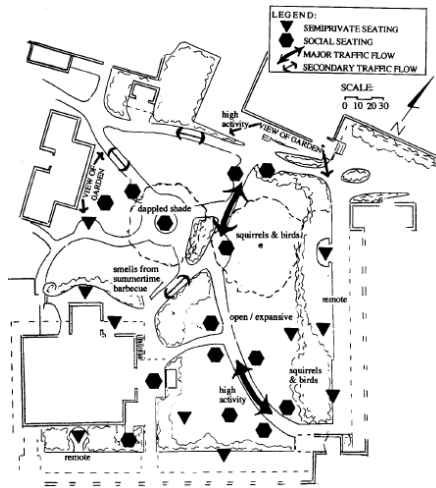 LEGEND:
SEMIPRIVATE SEATING
SOCIAL SEATING
MAJOR TRAFFIC FLOW
SECONDARY TRAFFIC FLOW
SCALE:
0 10 20 30
high
activity
VIEW OF GARDEN
VIEW OF
GARDEN
dappled shade
squirrels & birds
smells from
summertime
barbecue
remote
open / expansive
squirrels
& birds
high
activity
remote